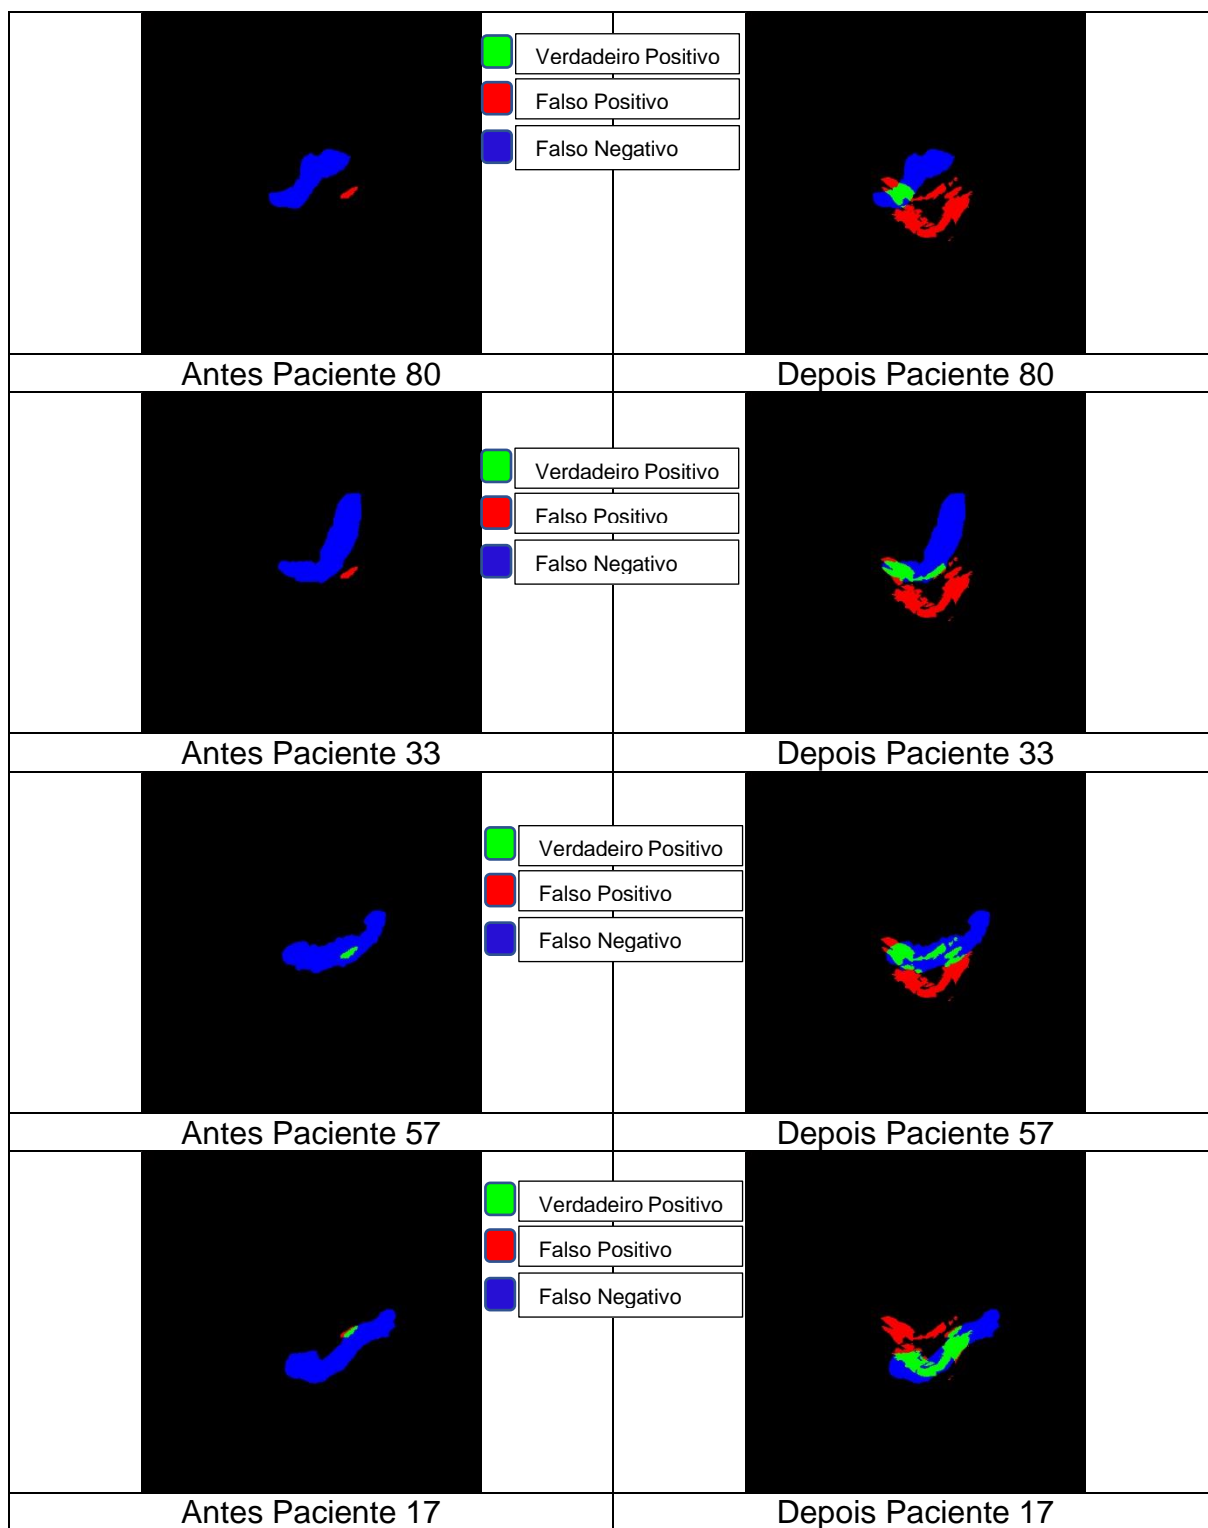 Verdadeiro Positivo
Falso Positivo
Falso Negativo
Antes Paciente 80
Depois Paciente 80
Verdadeiro Positivo
Falso Positivo
Falso Negativo
Antes Paciente 33
Depois Paciente 33
Verdadeiro Positivo
Falso Positivo
Falso Negativo
Antes Paciente 57
Depois Paciente 57
Verdadeiro Positivo
Falso Positivo
Falso Negativo
Antes Paciente 17
Depois Paciente 17